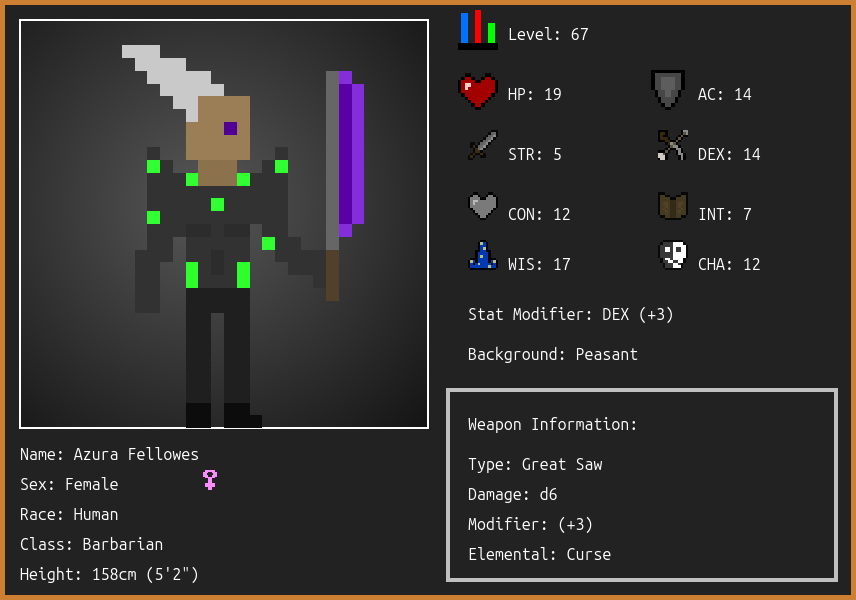 Level: 67
HP: 19
AC: 14
STR: 5
DEX: 14
CON: 12
INT: 7
WIS: 17
CHA: 12
Stat Modifier: DEX (+3)
Background: Peasant
Weapon Information:
Type: Great Saw
Damage: d6
Modifier: (+3)
Elemental: Curse
Name: Azura Fellowes
Sex: Female
Race: Human
Class: Barbarian
Height: 158cm (5'2")